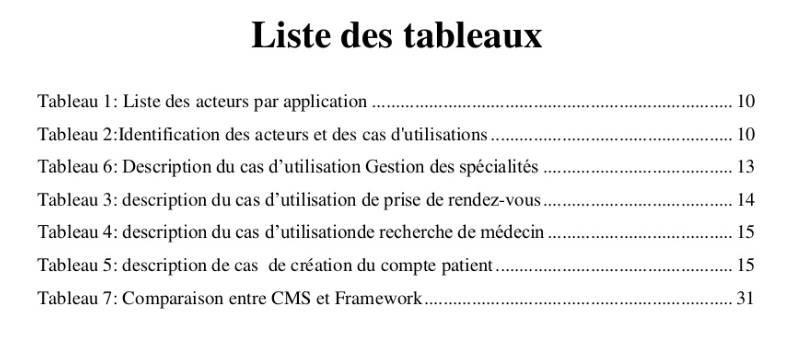 Liste des tableaux
Tableau 1: Liste des acteurs par application ............................................................................ 10
Tableau 2:Identification des acteurs et des cas d'utilisations ................................................... 10
Tableau 6: Description du cas d’utilisation Gestion des spécialités ........................................ 13
Tableau 3: description du cas d’utilisation de prise de rendez-vous ........................................ 14
Tableau 4: description du cas d’utilisationde recherche de médecin ....................................... 15
Tableau 5: description de cas  de création du compte patient .................................................. 15
Tableau 7: Comparaison entre CMS et Framework ................................................................. 31